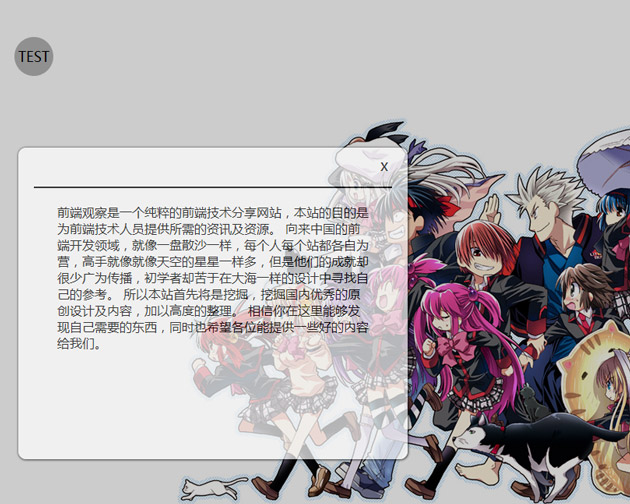 TEST
X
前端观察是一个纯粹的前端技术分享网站，本站的目的是
为前端技术人员提供所需的资讯及资源。 向来中国的前
端开发领域，就像一盘散沙一样，每个人每个站都各自为
营，高手就像就像天空的星星一样多，但是他们的成就却
很少广为传播，初学者却苦于在大海一样的设计中寻找自
己的参考。 所以本站首先将是挖掘，挖掘国内优秀的原
创设计及内容，加以高度的整理。 相信你在这里能够发
现自己需要的东西，同时也希望各位能提供一些好的内容
给我们。